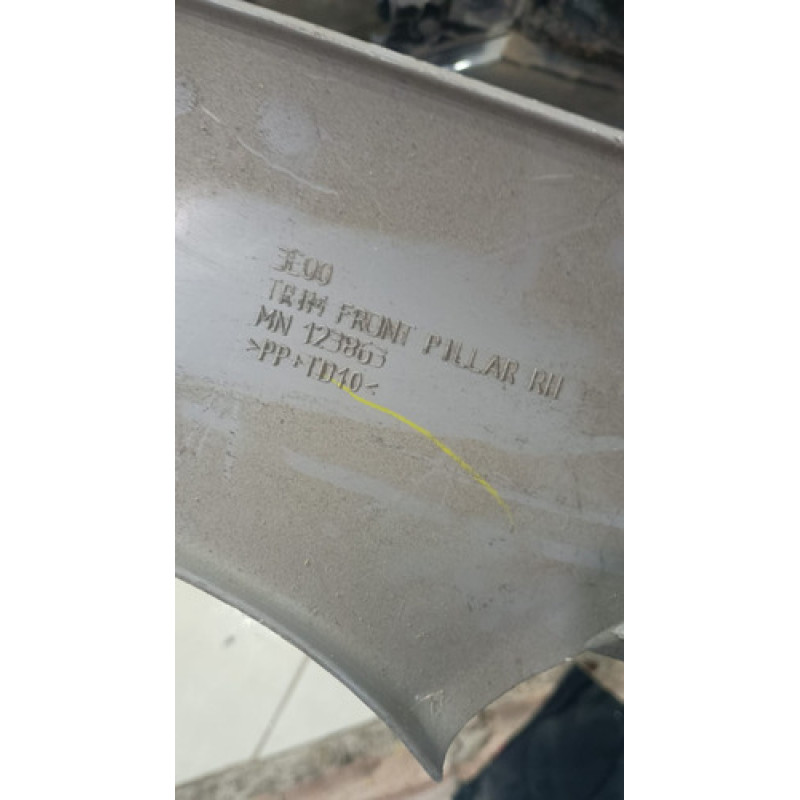 3E00
TRIM FRONT PILLAR RH
MN 123863
>PP+TD10<